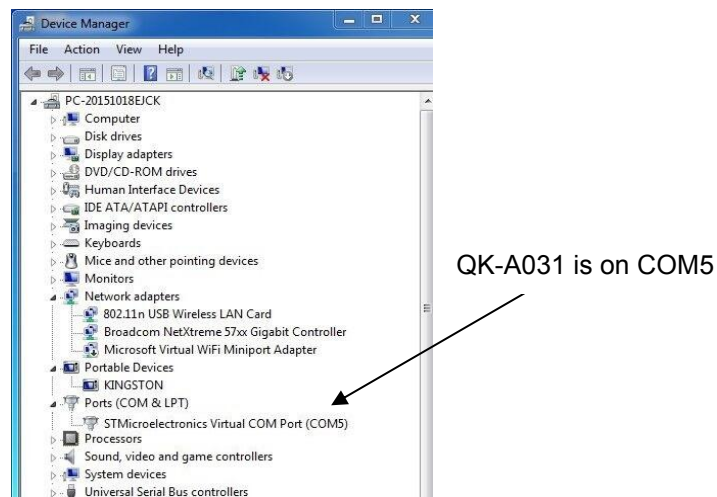 Device Manager
File Action View Help
PC-20151018EJCK
Computer
Disk drives
Display adapters
DVD/CD-ROM drives
Human Interface Devices
IDE ATA/ATAPI controllers
Imaging devices
Keyboards
Mice and other pointing devices
Monitors
Network adapters
802.11n USB Wireless LAN Card
Broadcom NetXtreme 57xx Gigabit Controller
Microsoft Virtual WiFi Miniport Adapter
Portable Devices
KINGSTON
Ports (COM & LPT)
STMicroelectronics Virtual COM Port (COM5)
Processors
Sound, video and game controllers
System devices
Universal Serial Bus controllers
QK-A031 is on COM5